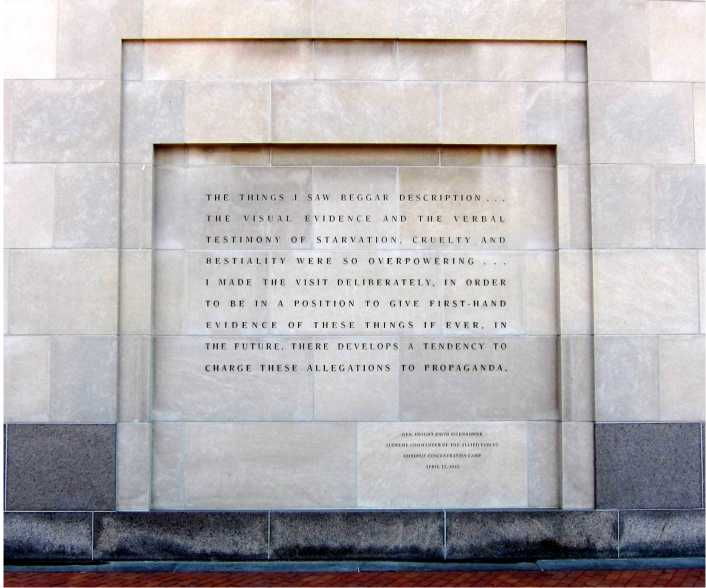 THE THINGS I SAW BEGGAR DESCRIPTION...
THE VISUAL EVIDENCE AND THE VERBAL
TESTIMONY OF STARVATION, CRUELTY AND
BESTIALITY WERE SO OVERPOWERING ...
I MADE THE VISIT DELIBERATELY, IN ORDER
TO BE IN A POSITION TO GIVE FIRST-HAND
EVIDENCE OF THESE THINGS IF EVER, IN
THE FUTURE, THERE DEVELOPS A TENDENCY TO
CHARGE THESE ALLEGATIONS TO PROPAGANDA.
GEN. DWIGHT DAVID EISENHOWER
SUPREME COMMANDER OF THE ALLIED FORCES
OHRDRUF CONCENTRATION CAMP
APRIL 15, 1945